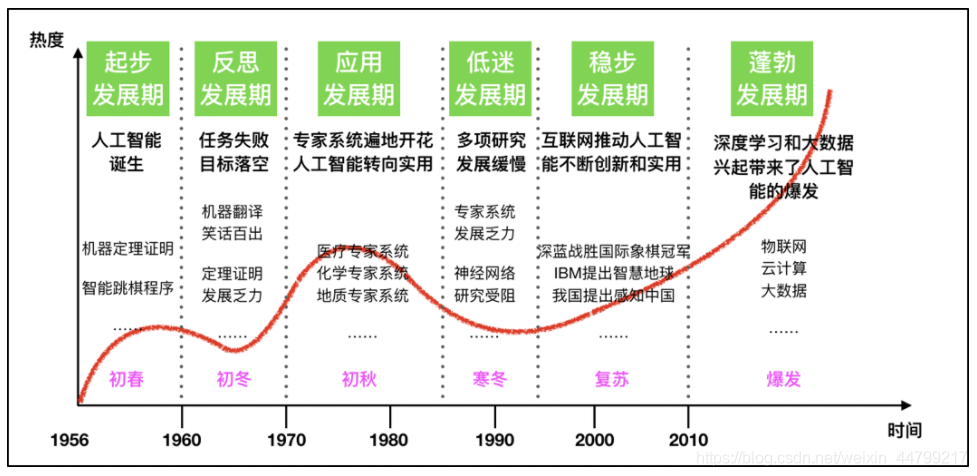 热度
起步
发展期
人工智能
诞生
机器定理证明
智能跳棋程序
......
初春
反思
发展期
任务失败
目标落空
机器翻译
笑话百出
定理证明
发展乏力
......
初冬
应用
发展期
专家系统遍地开花
人工智能转向实用
医疗专家系统
化学专家系统
地质专家系统
......
初秋
低迷
发展期
多项研究
发展缓慢
专家系统
发展乏力
神经网络
研究受阻
......
寒冬
稳步
发展期
互联网推动人工智
能不断创新和实用
深蓝战胜国际象棋冠军
IBM提出智慧地球
我国提出感知中国
......
复苏
蓬勃
发展期
深度学习和大数据
兴起带来了人工智
能的爆发
物联网
云计算
大数据
......
爆发
1956 1960 1970 1980 1990 2000 2010
时间
https://blog.csdn.net/weixin_44799217